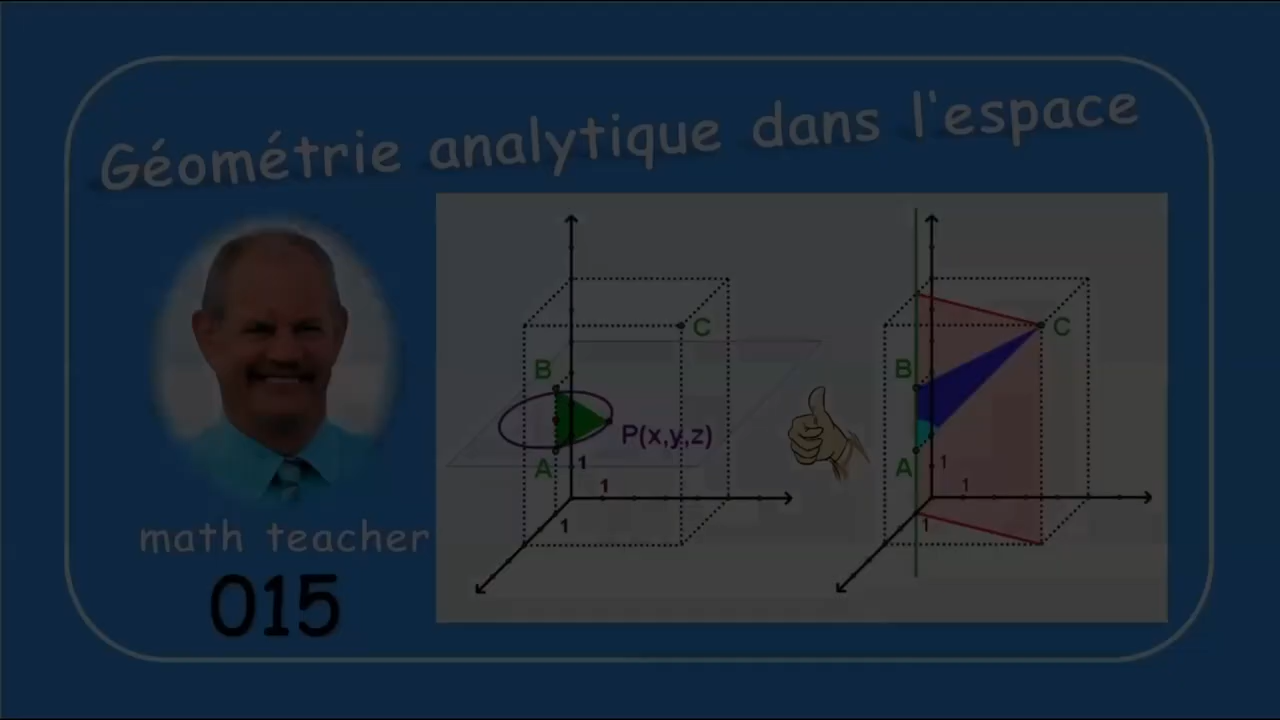 Géométrie analytique dans l'espace
math teacher
015
C
B
P(x,y,z)
A
1
1
1
C
B
A
1
1
1